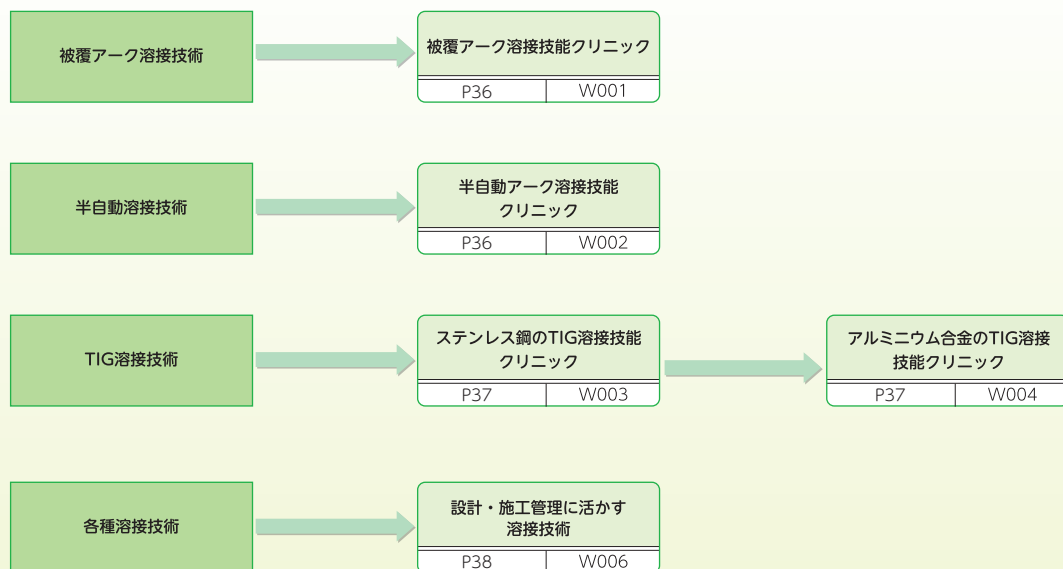 被覆アーク溶接技術
被覆アーク溶接技能クリニック
P36 W001
半自動溶接技術
半自動アーク溶接技能
クリニック
P36 W002
TIG溶接技術
ステンレス鋼のTIG溶接技能
クリニック
P37 W003
アルミニウム合金のTIG溶接
技能クリニック
P37 W004
各種溶接技術
設計・施工管理に活かす
溶接技術
P38 W006